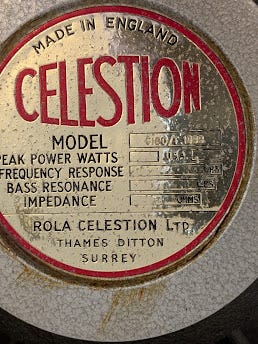 MADE IN ENGLAND
CELESTION
MODEL
PEAK POWER WATTS
FREQUENCY RESPONSE
BASS RESONANCE
IMPEDANCE OHMS
ROLA CELESTION LTD
THAMES DITTON
SURREY